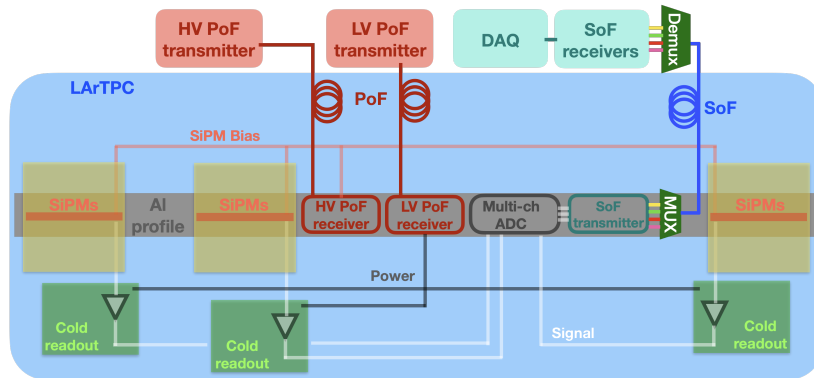 HV PoF
transmitter
LV PoF
transmitter
DAQ
SoF
receivers
Demux
LArTPC
PoF
SoF
SiPM Bias
SiPMs
Al
profile
SiPMs
HV PoF
receiver
LV PoF
receiver
Multi-ch
ADC
SoF
transmitter
MUX
SiPMs
Power
Cold
readout
Cold
readout
Signal
Cold
readout